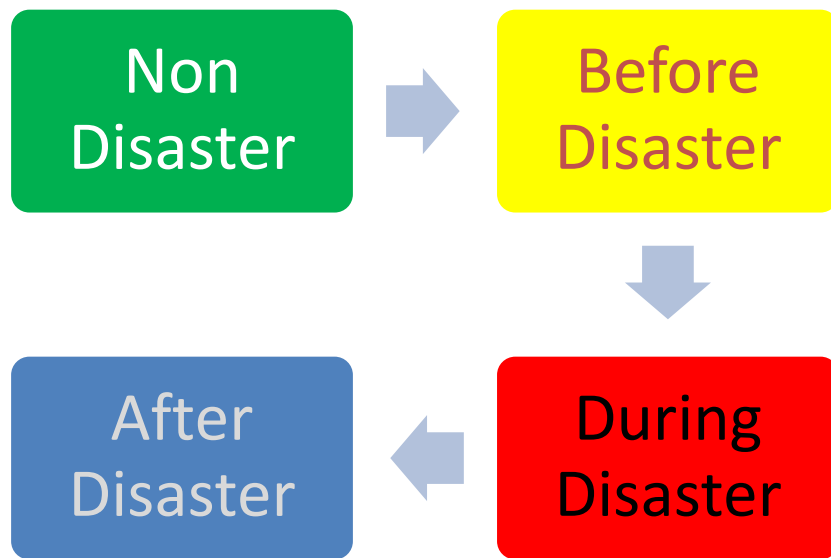 Non
Disaster
Before
Disaster
During
Disaster
After
Disaster